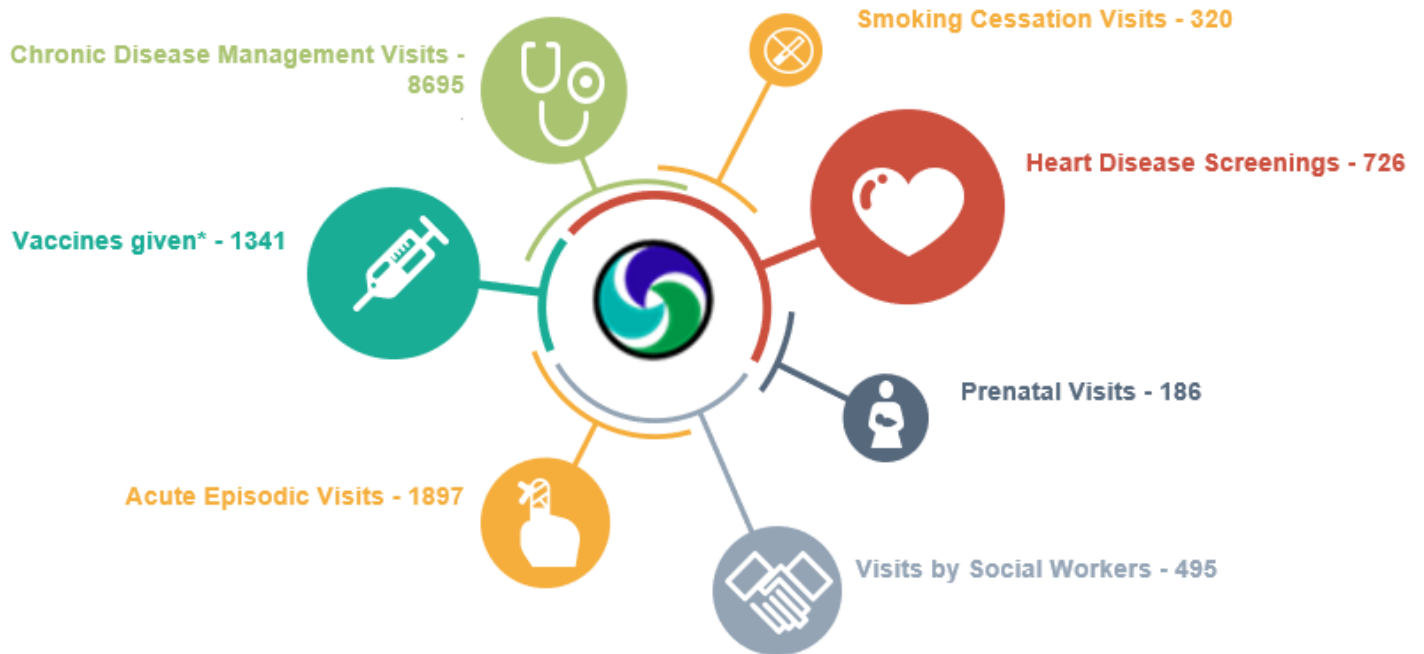 Smoking Cessation Visits - 320
Chronic Disease Management Visits -
8695
Heart Disease Screenings - 726
Vaccines given* - 1341
Prenatal Visits - 186
Acute Episodic Visits - 1897
Visits by Social Workers - 495